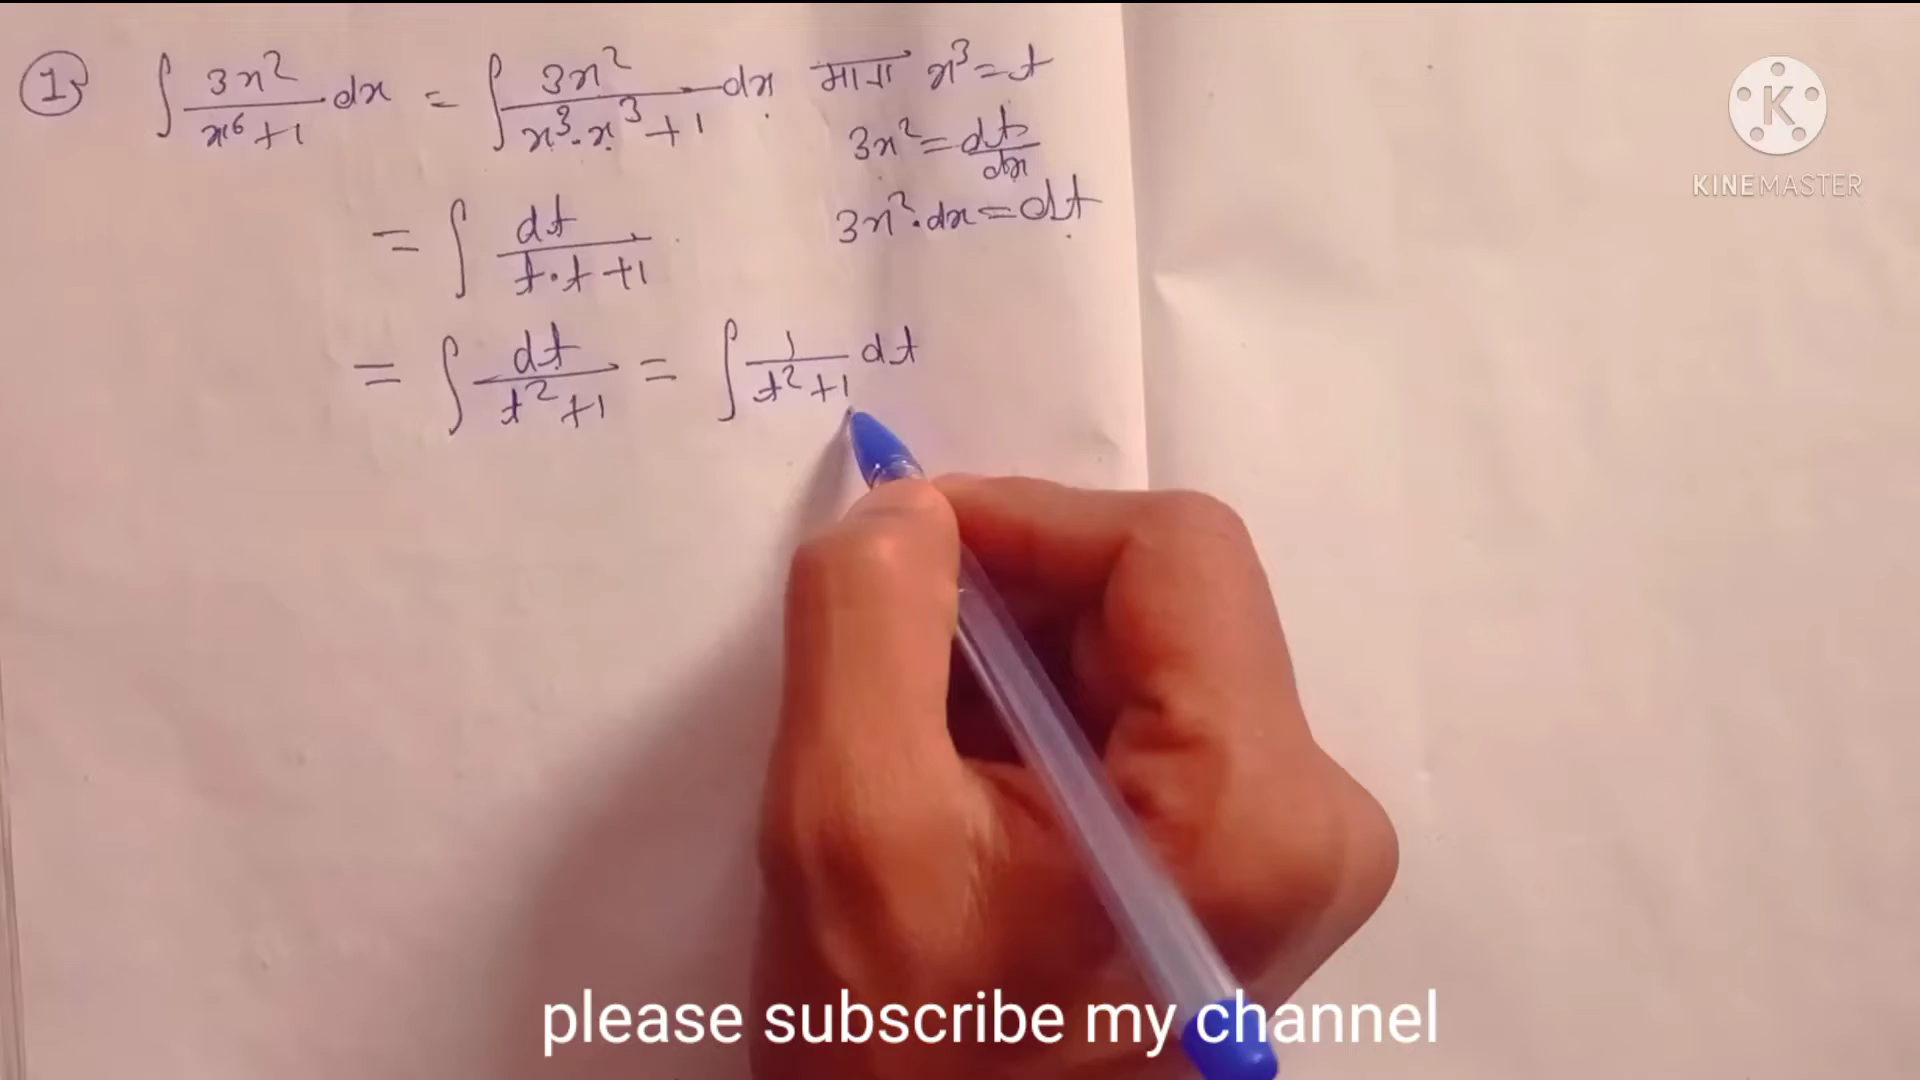 ① ∫ 3x²/(x⁶+1) dx = ∫ 3x²/(x³·x³+1) dx माना x³=t
3x²=dt/dx
= ∫ dt/(t·t+1) 3x²·dx=dt
= ∫ dt/(t²+1) = ∫ 1/(t²+1) dt
K
KINEMASTER
please subscribe my channel